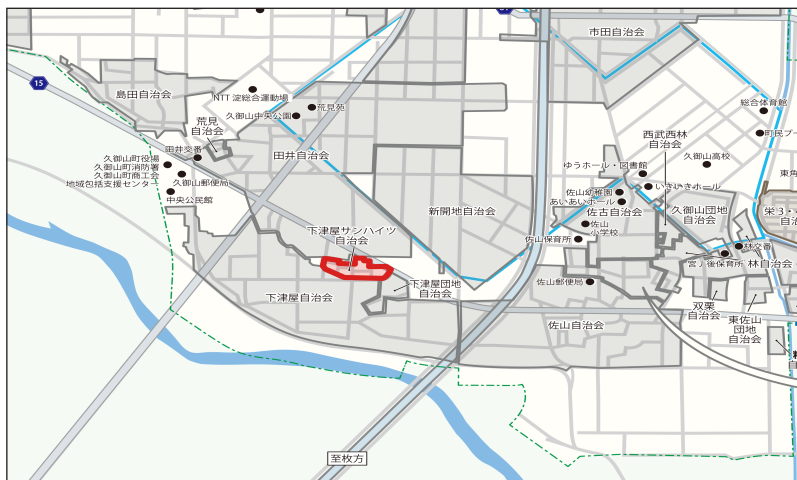 市田自治会
15
島田自治会
NTT 淀総合運動場
荒見苑
久御山中央公園
荒見
自治会
総合体育館
町民プー
西武西林
自治会
田井交番
田井自治会
久御山町役場
久御山町消防署
久御山町商工会
地域包括支援センター
久御山郵便局
中央公民館
ゆうホール・図書館
久御山高校
いきいきホール
東角
佐山幼稚園
あいあいホール
佐古自治会
久御山団地
自治会
栄3・
自治
新開地自治会
佐山
小学校
下津屋サンハイツ
自治会
佐山保育所
林交番
宮ノ後保育所
林自治会
下津屋自治会
下津屋団地
自治会
佐山郵便局
双栗
自治会
東佐山
団地
自治会
佐山自治会
自
至枚方